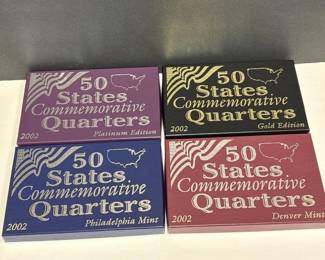 50
States
Commemorative
Quarters
Platinum Edition
2002
50
States
Commemorative
Quarters
2002
Gold Edition
50
States
Commemorative
Quarters
2002
Philadelphia Mint
50
States
Commemorative
Quarters
2002
Denver Mint